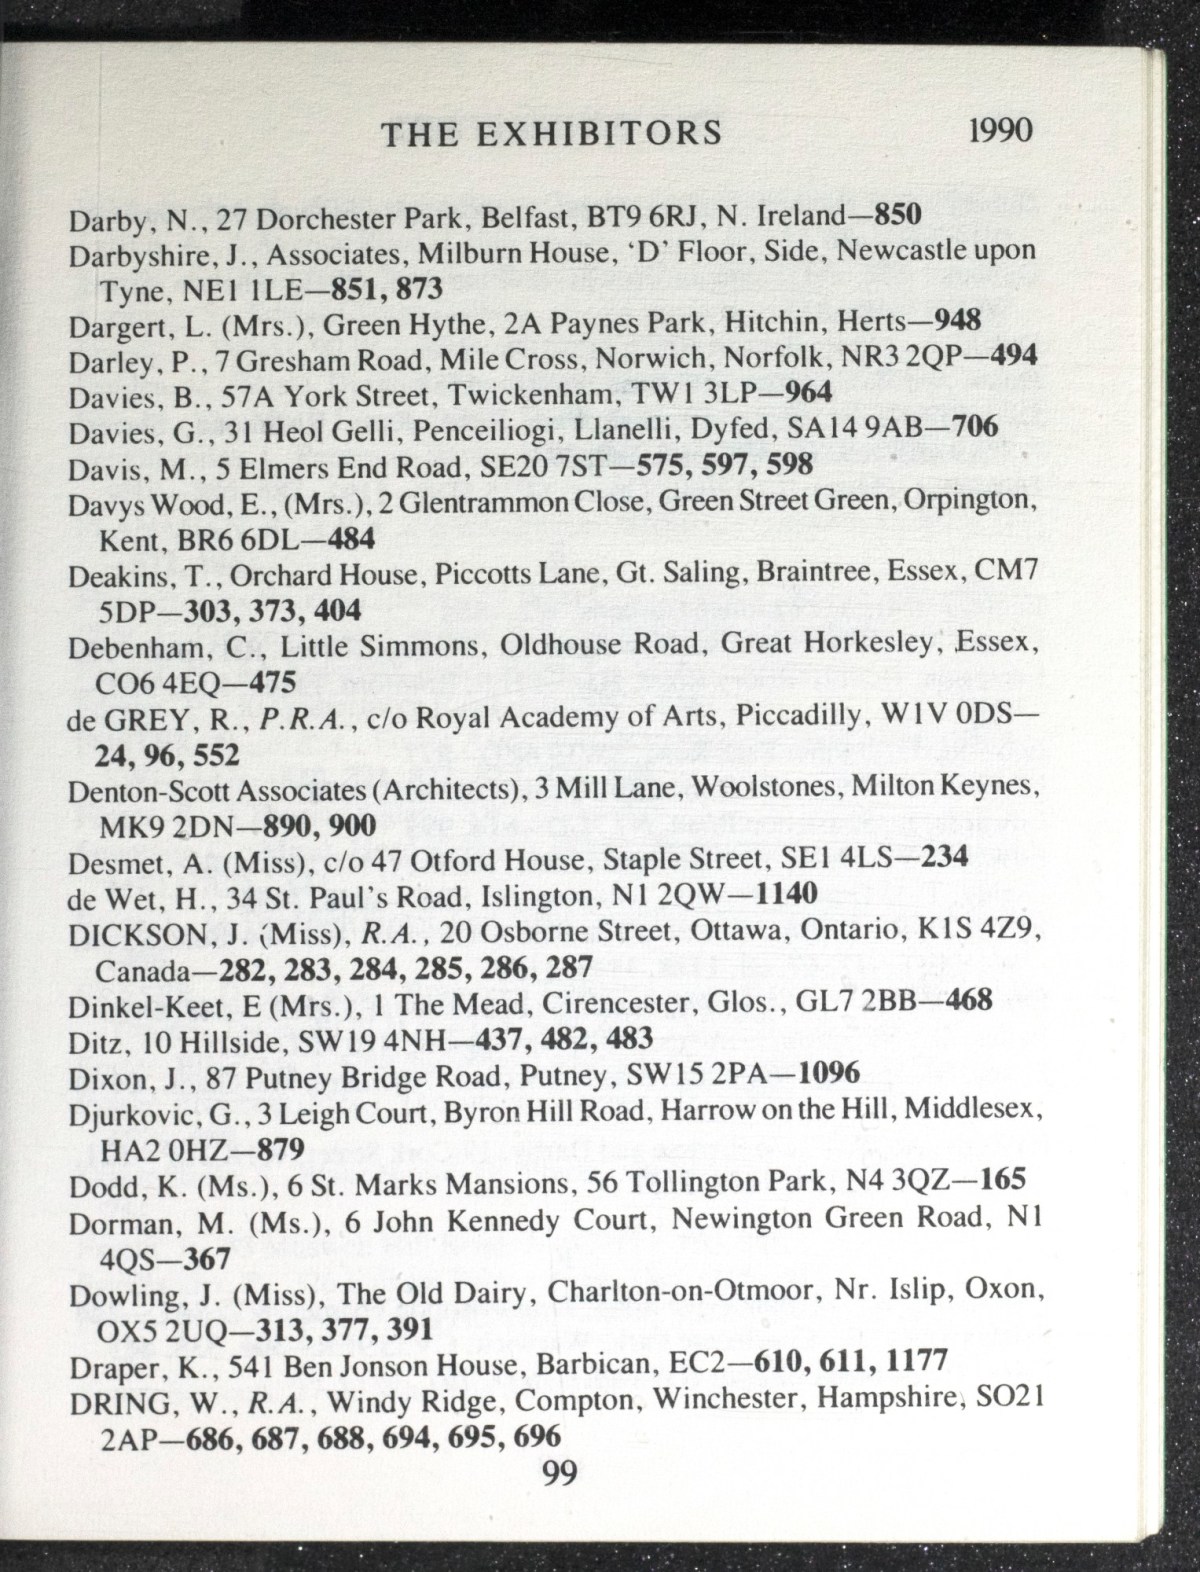 THE EXHIBITORS 1990
Darby, N., 27 Dorchester Park, Belfast, BT9 6RJ, N. Ireland—850
Darbyshire, J., Associates, Milburn House, ‘D’ Floor, Side, Newcastle upon
Tyne, NE1 1LE—851, 873
Dargert, L. (Mrs.), Green Hythe, 2A Paynes Park, Hitchin, Herts—948
Darley, P., 7 Gresham Road, Mile Cross, Norwich, Norfolk, NR3 2QP—494
Davies, B., 57A York Street, Twickenham, TW1 3LP—964
Davies, G., 31 Heol Gelli, Penceiliogi, Llanelli, Dyfed, SA14 9AB—706
Davis, M., 5 Elmers End Road, SE20 7ST—575, 597, 598
Davys Wood, E., (Mrs.), 2 Glentrammon Close, Green Street Green, Orpington,
Kent, BR6 6DL—484
Deakins, T., Orchard House, Piccotts Lane, Gt. Saling, Braintree, Essex, CM7
5DP—303, 373, 404
Debenham, C., Little Simmons, Oldhouse Road, Great Horkesley, Essex,
CO6 4EQ—475
de GREY, R., P.R.A., c/o Royal Academy of Arts, Piccadilly, W1V 0DS—
24, 96, 552
Denton-Scott Associates (Architects), 3 Mill Lane, Woolstones, Milton Keynes,
MK9 2DN—890, 900
Desmet, A. (Miss), c/o 47 Otford House, Staple Street, SE1 4LS—234
de Wet, H., 34 St. Paul's Road, Islington, N1 2QW—1140
DICKSON, J. (Miss), R.A., 20 Osborne Street, Ottawa, Ontario, K1S 4Z9,
Canada—282, 283, 284, 285, 286, 287
Dinkel-Keet, E (Mrs.), 1 The Mead, Cirencester, Glos., GL7 2BB—468
Ditz, 10 Hillside, SW19 4NH—437, 482, 483
Dixon, J., 87 Putney Bridge Road, Putney, SW15 2PA—1096
Djurkovic, G., 3 Leigh Court, Byron Hill Road, Harrow on the Hill, Middlesex,
HA2 0HZ—879
Dodd, K. (Ms.), 6 St. Marks Mansions, 56 Tollington Park, N4 3QZ—165
Dorman, M. (Ms.), 6 John Kennedy Court, Newington Green Road, N1
4QS—367
Dowling, J. (Miss), The Old Dairy, Charlton-on-Otmoor, Nr. Islip, Oxon,
OX5 2UQ—313, 377, 391
Draper, K., 541 Ben Jonson House, Barbican, EC2—610, 611, 1177
DRING, W., R.A., Windy Ridge, Compton, Winchester, Hampshire, SO21
2AP—686, 687, 688, 694, 695, 696
99